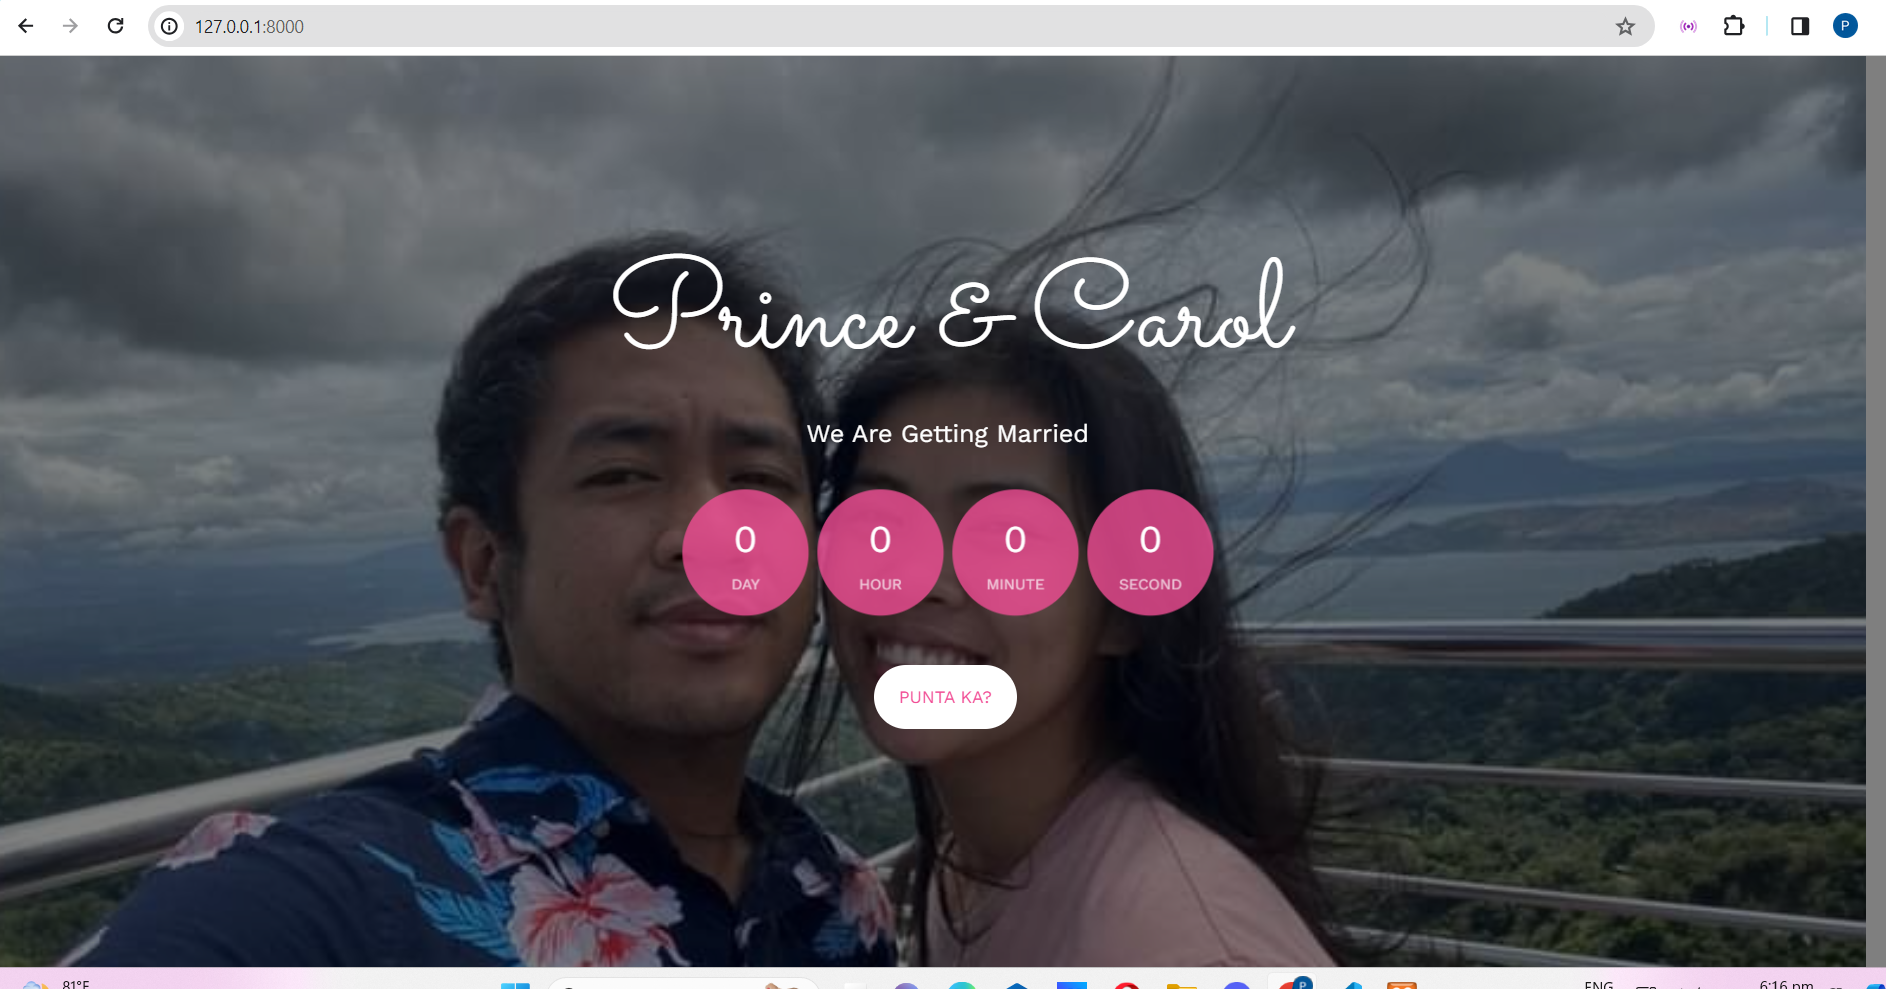 127.0.0.1:8000
P
Prince & Carol
We Are Getting Married
0 0 0 0
DAY HOUR MINUTE SECOND
PUNTA KA?
81°F
P
ENG
6:16 pm